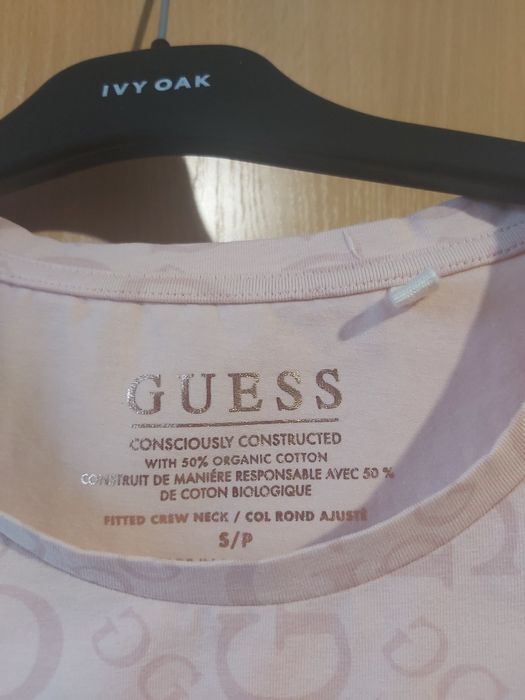 IVY OAK
GUESS
CONSCIOUSLY CONSTRUCTED
WITH 50% ORGANIC COTTON
CONSTRUIT DE MANIÉRE RESPONSABLE AVEC 50 %
DE COTON BIOLOGIQUE
FITTED CREW NECK / COL ROND AJUSTÉ
S/P
G
G
G
G